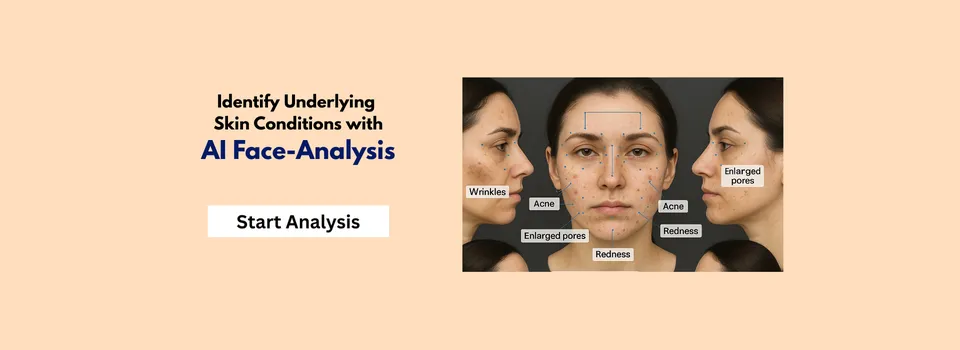 Identify Underlying
Skin Conditions with
AI Face-Analysis
Start Analysis
Wrinkles
Acne
Enlarged pores
Redness
Acne
Redness
Enlarged
pores